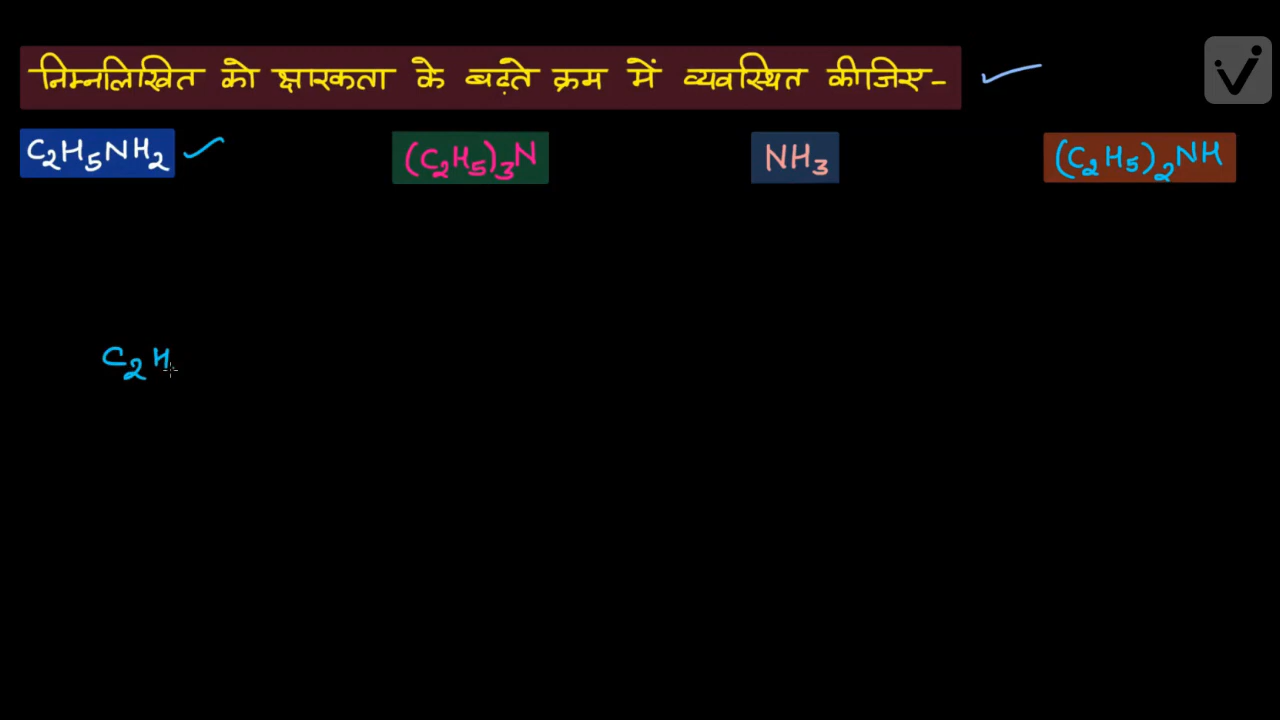 निम्नलिखित को क्षारकता के बढ़ते क्रम में व्यवस्थित कीजिए-
C₂H₅NH₂ (C₂H₅)₃N NH₃ (C₂H₅)₂NH
C₂H